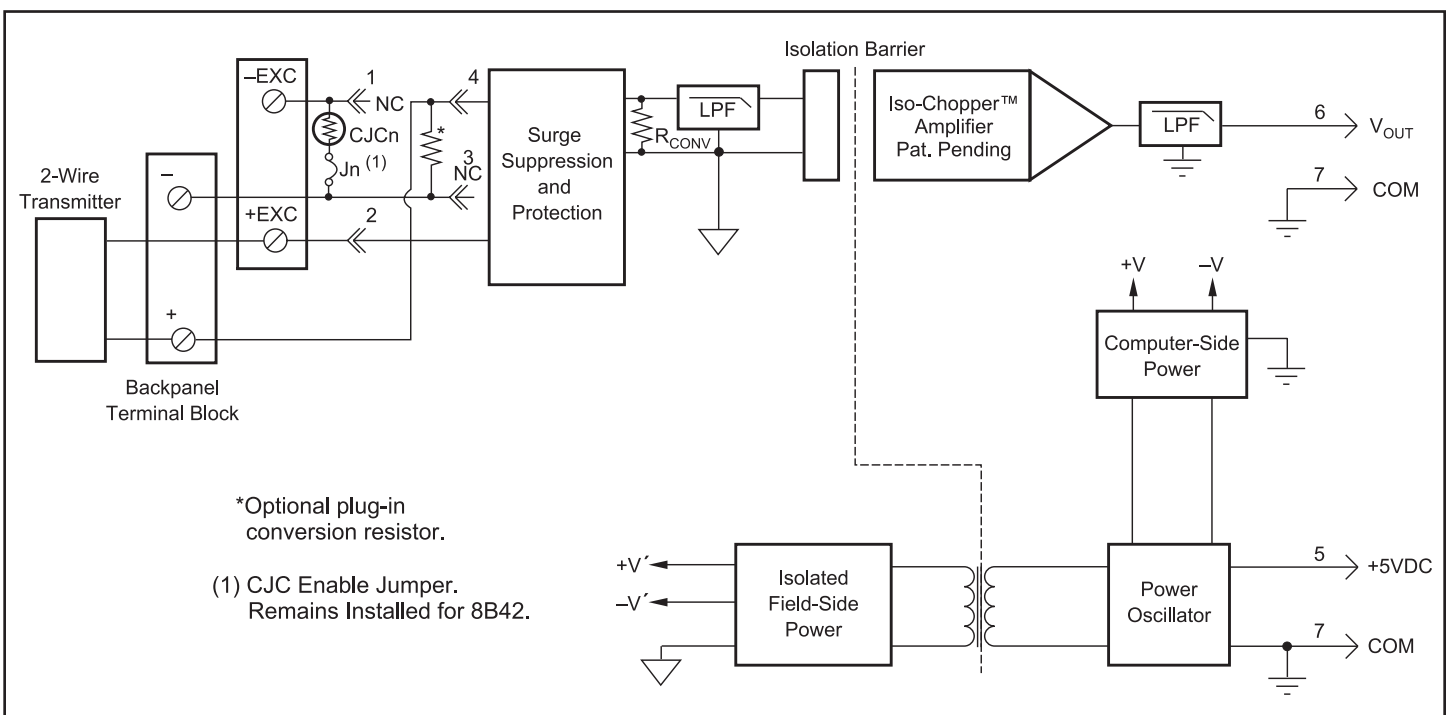 Isolation Barrier
–EXC
1
NC
4
CJCn
*
Jn (1)
3
NC
2-Wire
Transmitter
–
+EXC
2
+
Backpanel
Terminal Block
Surge
Suppression
and
Protection
RCONV
LPF
Iso-Chopper™
Amplifier
Pat. Pending
LPF
6
VOUT
7
COM
+V
–V
Computer-Side
Power
*Optional plug-in
conversion resistor.
(1) CJC Enable Jumper.
Remains Installed for 8B42.
+V´
–V´
Isolated
Field-Side
Power
Power
Oscillator
5
+5VDC
7
COM